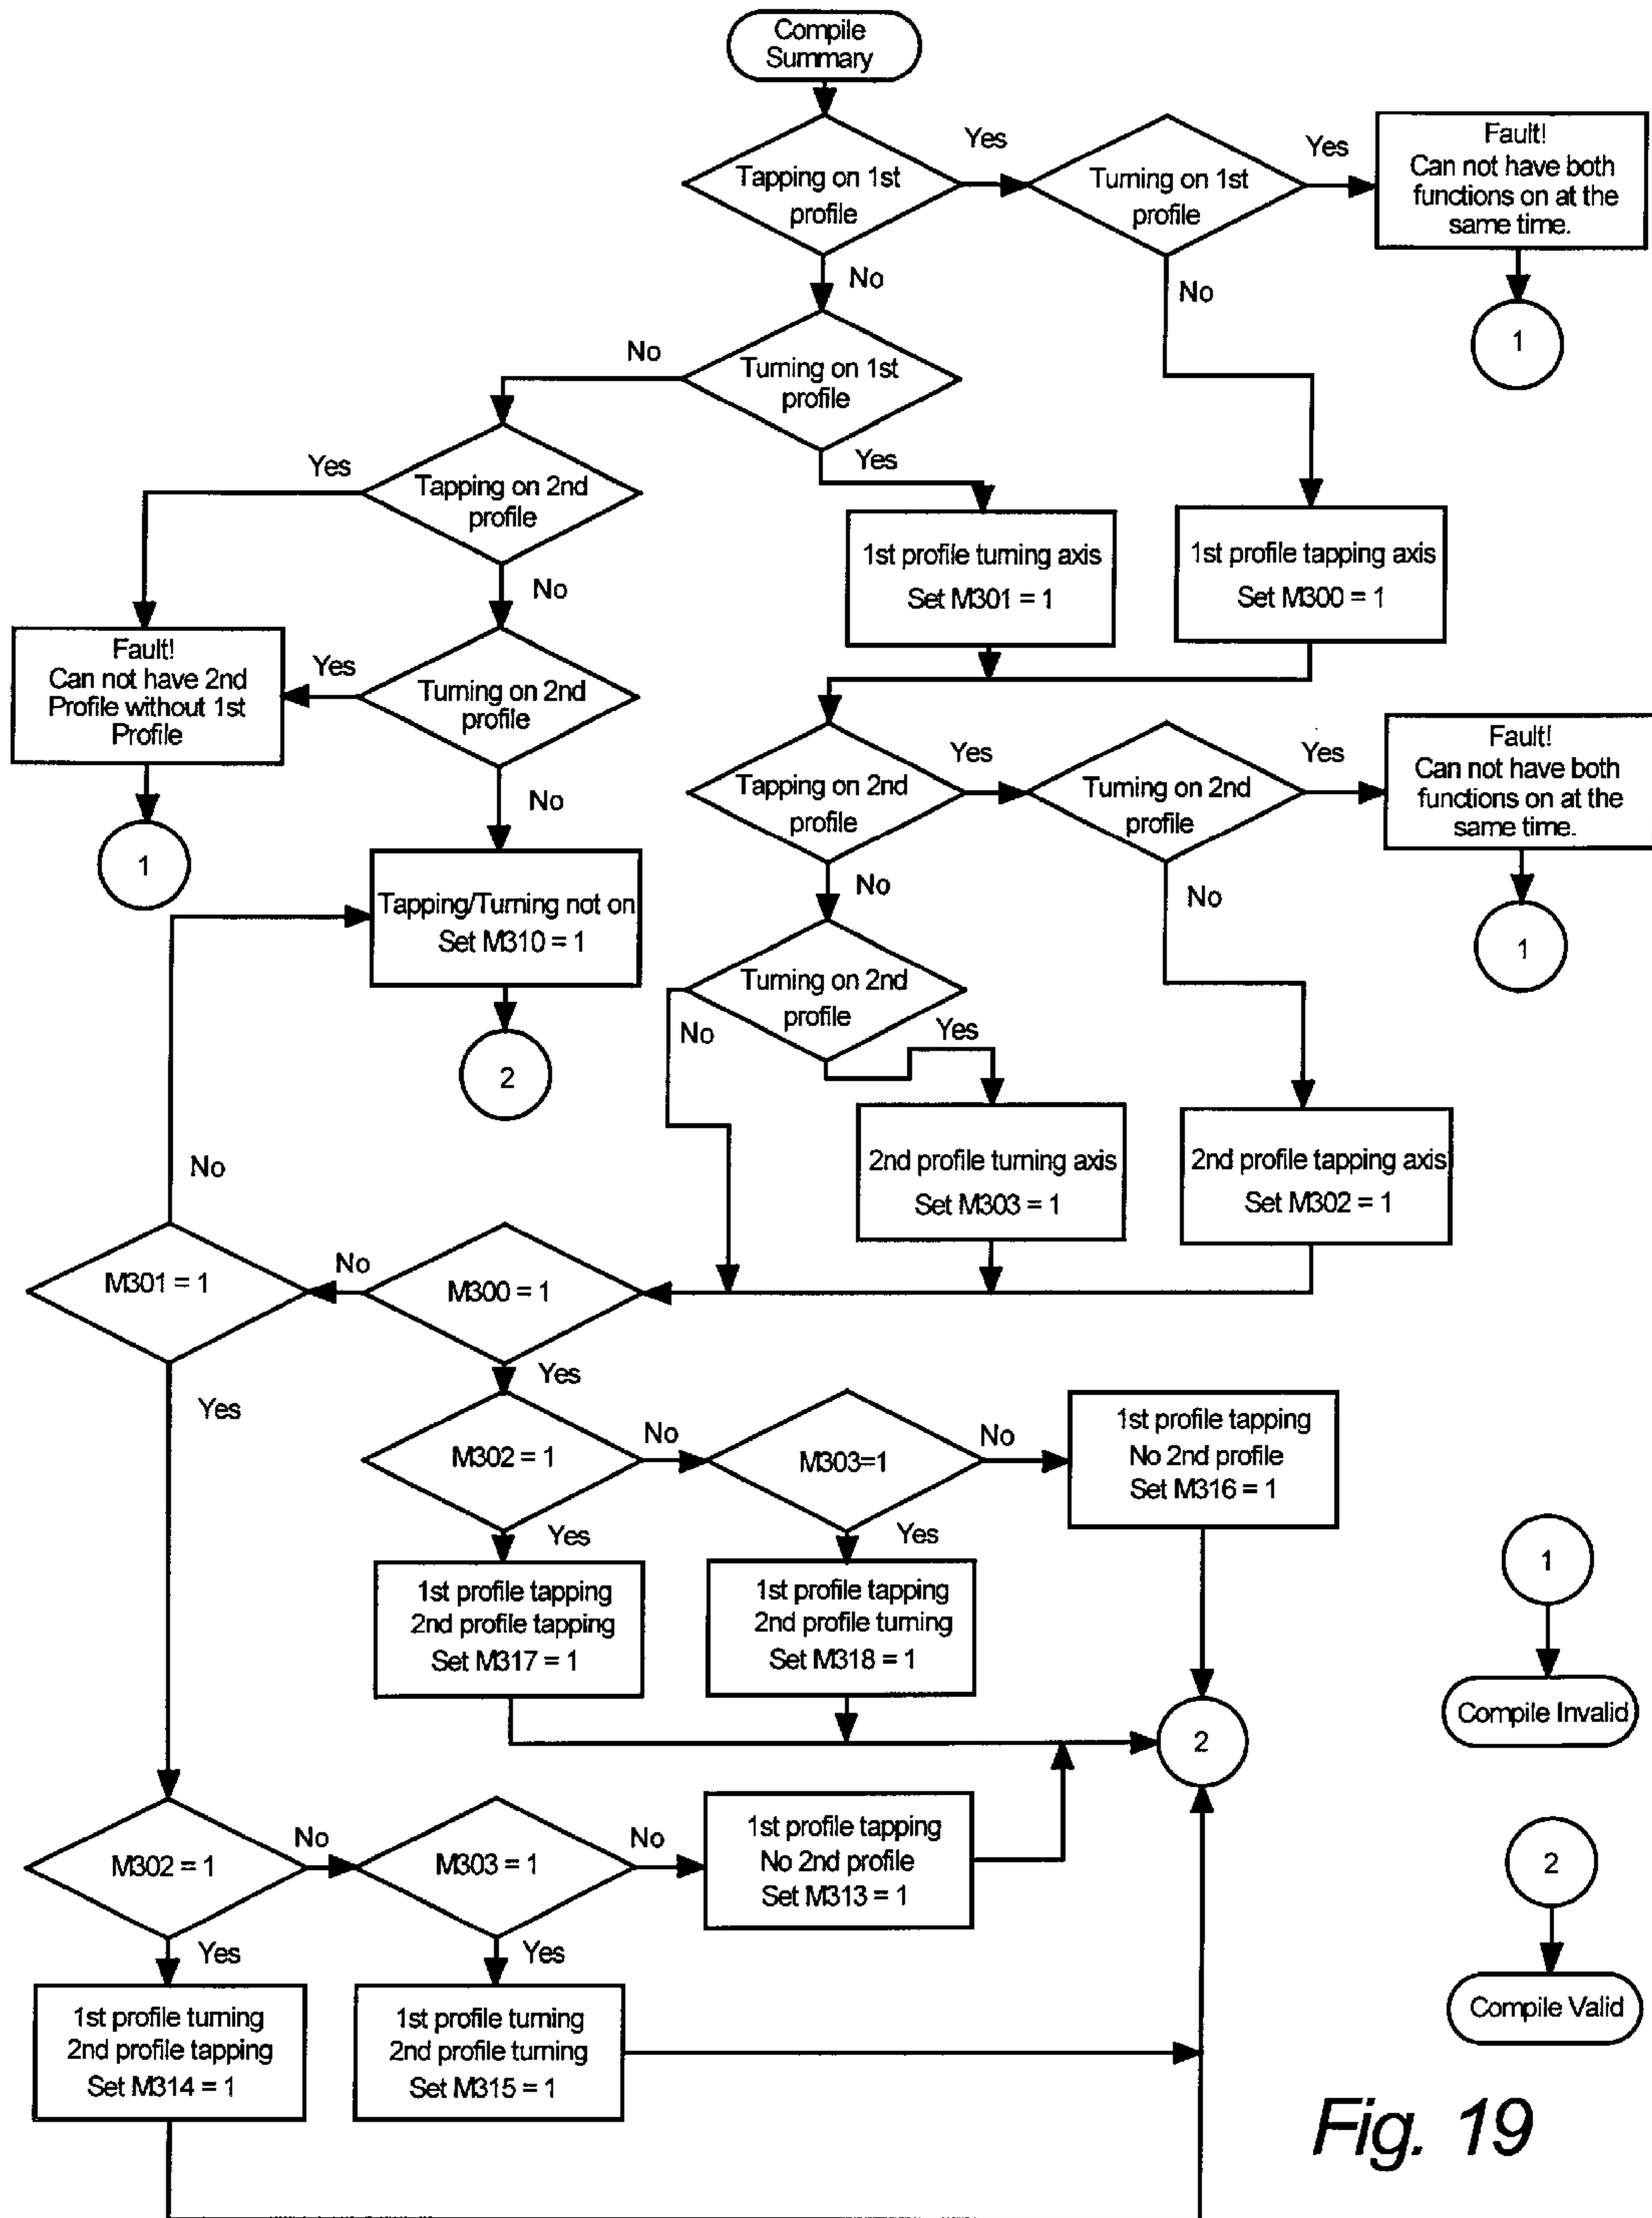 Compile
Summary
Tapping on 1st
profile
Yes
Turning on 1st
profile
Yes
Fault!
Can not have both
functions on at the
same time.
No
No
1
No
Turning on 1st
profile
Yes
Yes
Tapping on 2nd
profile
1st profile turning axis
Set M301 = 1
1st profile tapping axis
Set M300 = 1
No
Fault!
Can not have 2nd
Profile without 1st
Profile
Yes
Turning on 2nd
profile
Tapping on 2nd
profile
Yes
Turning on 2nd
profile
Yes
Fault!
Can not have both
functions on at the
same time.
No
1
No
No
1
Tapping/Turning not on
Set M310 = 1
Turning on 2nd
profile
No
Yes
2
2nd profile turning axis
Set M303 = 1
2nd profile tapping axis
Set M302 = 1
No
M301 = 1
No
M300 = 1
Yes
Yes
M302 = 1
No
M303=1
No
1st profile tapping
No 2nd profile
Set M316 = 1
Yes
Yes
1st profile tapping
2nd profile tapping
Set M317 = 1
1st profile tapping
2nd profile turning
Set M318 = 1
1
Compile Invalid
2
M302 = 1
No
M303 = 1
No
1st profile tapping
No 2nd profile
Set M313 = 1
2
Yes
Yes
1st profile turning
2nd profile tapping
Set M314 = 1
1st profile turning
2nd profile turning
Set M315 = 1
Compile Valid
Fig. 19